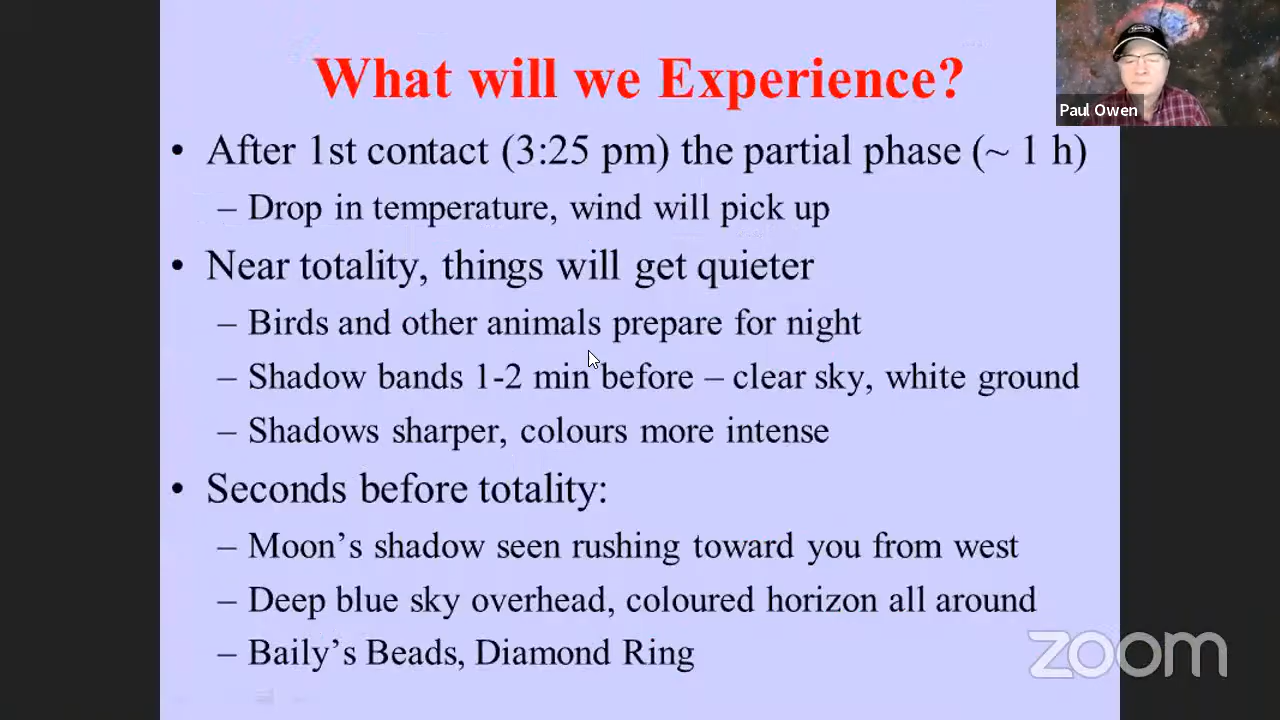 What will we Experience?
Paul Owen
• After 1st contact (3:25 pm) the partial phase (~ 1 h)
– Drop in temperature, wind will pick up
• Near totality, things will get quieter
– Birds and other animals prepare for night
– Shadow bands 1-2 min before – clear sky, white ground
– Shadows sharper, colours more intense
• Seconds before totality:
– Moon’s shadow seen rushing toward you from west
– Deep blue sky overhead, coloured horizon all around
– Baily’s Beads, Diamond Ring
zoom